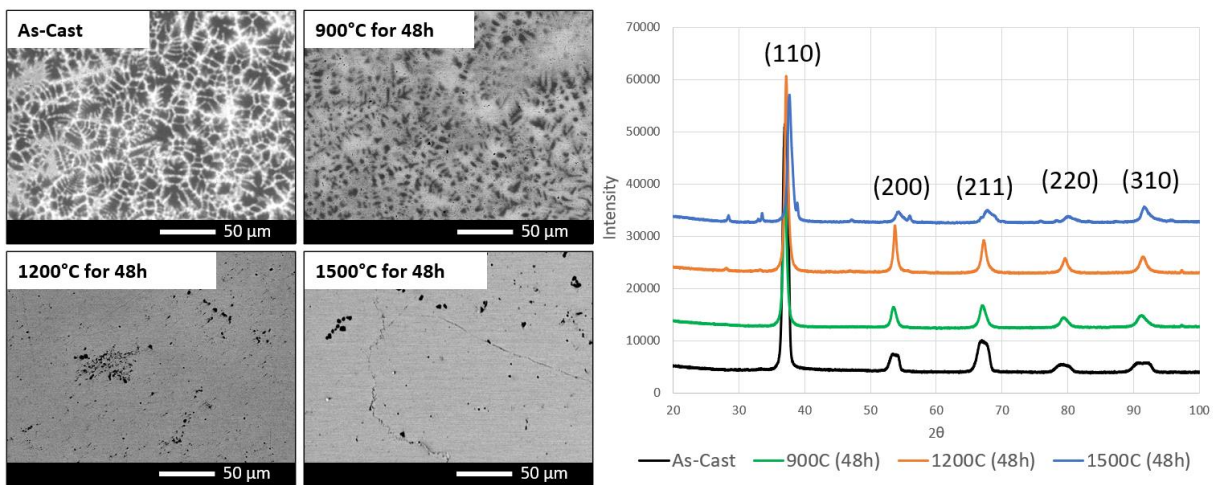 As-Cast
50 µm
900°C for 48h
50 µm
1200°C for 48h
50 µm
1500°C for 48h
50 µm
Intensity
70000
60000
50000
40000
30000
20000
10000
0
(110)
(200)
(211)
(220)
(310)
20 30 40 50 60 70 80 90 100
2θ
As-Cast 900C (48h) 1200C (48h) 1500C (48h)